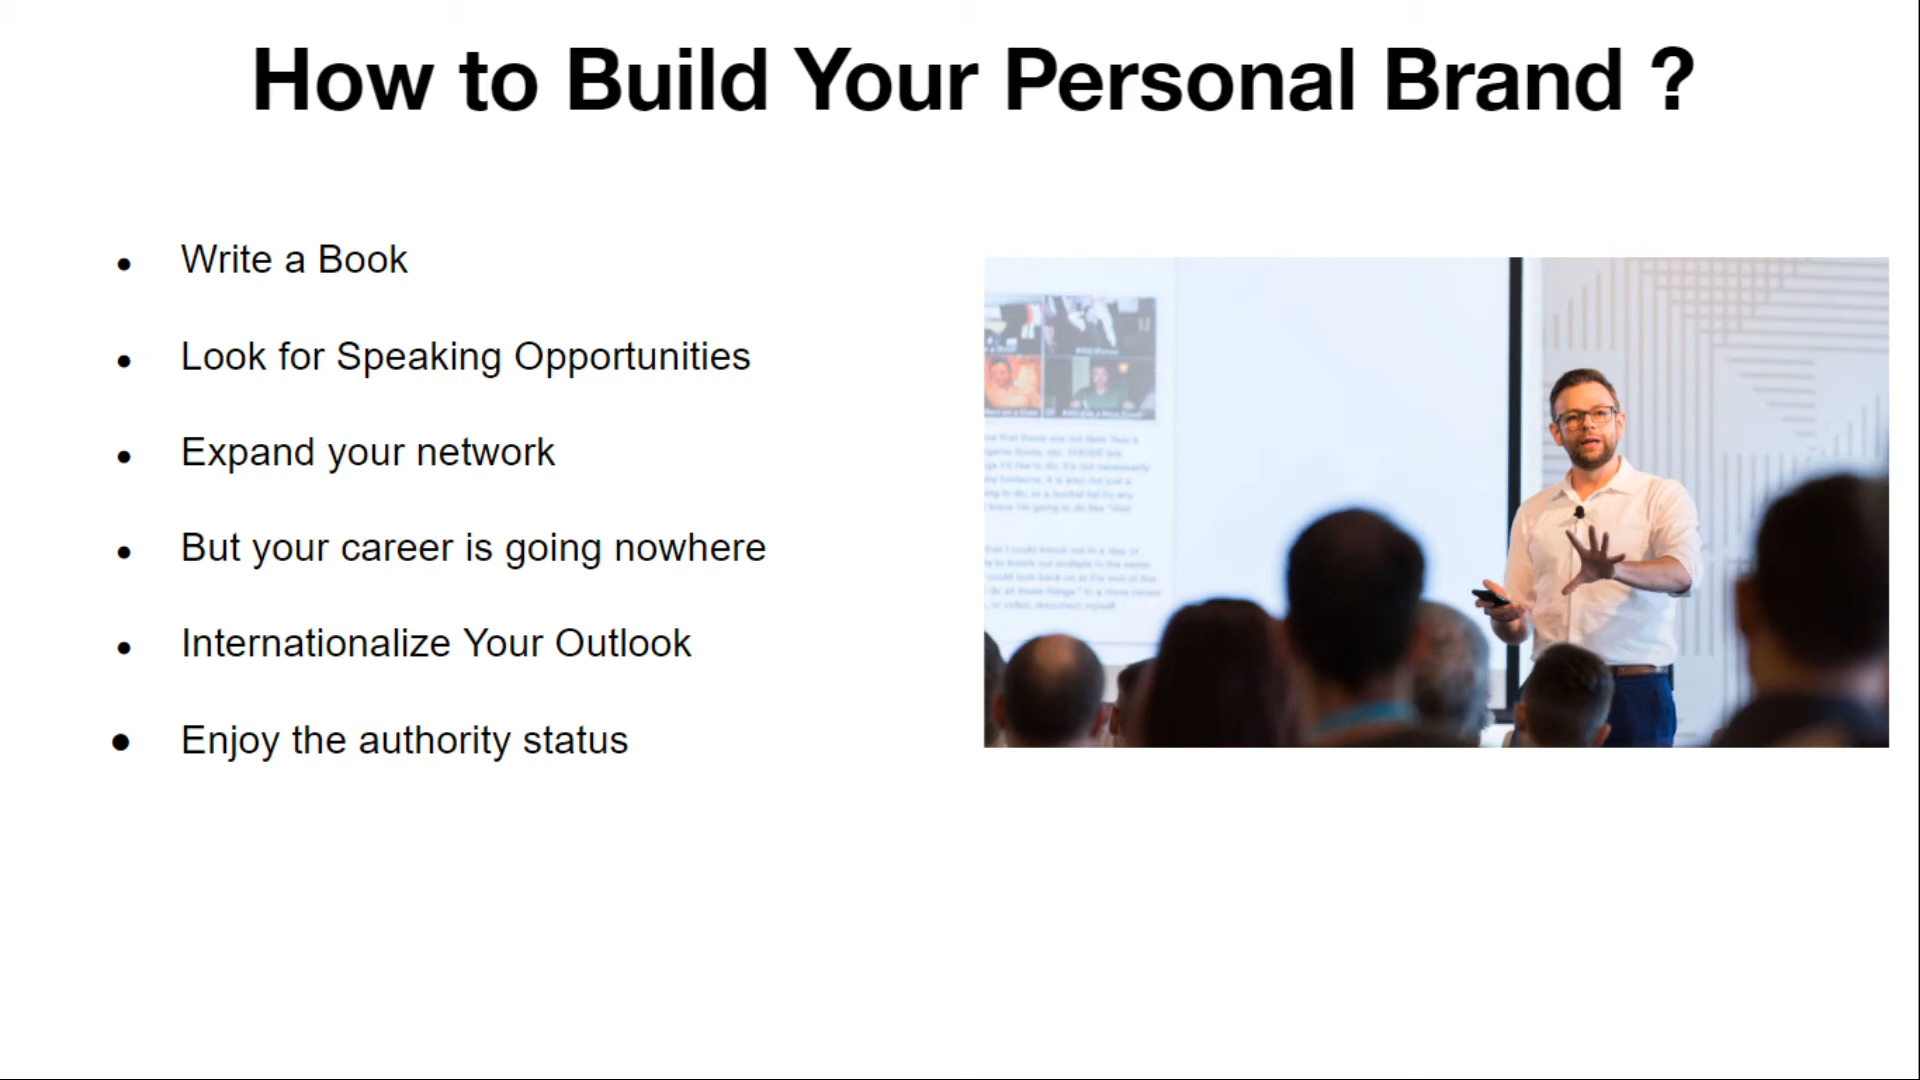 How to Build Your Personal Brand ?
• Write a Book
• Look for Speaking Opportunities
• Expand your network
• But your career is going nowhere
• Internationalize Your Outlook
• Enjoy the authority status